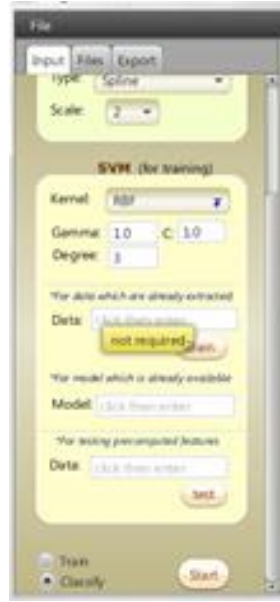 File
Input Files Export
Type: Spline
Scale: 2
SVM (for training)
Kernel: RBF
Gamma: 1.0 C: 1.0
Degree: 3
*For data which are already extracted
Data: click then enter
not required
*For model which is already available
Model: click then enter
*For testing precomputed features
Data: click then enter
test
Train
Classify
Start